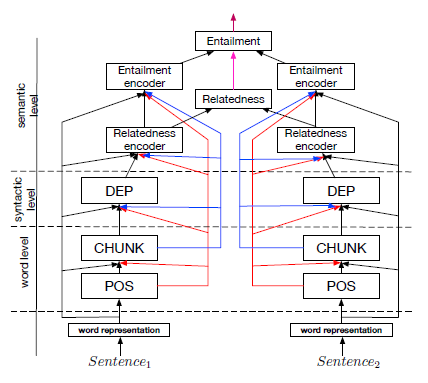 Entailment
Entailment
encoder
Entailment
encoder
Relatedness
Relatedness
encoder
Relatedness
encoder
semantic
level
DEP
DEP
syntactic
level
CHUNK
CHUNK
word level
POS
POS
word representation
word representation
Sentence₁
Sentence₂